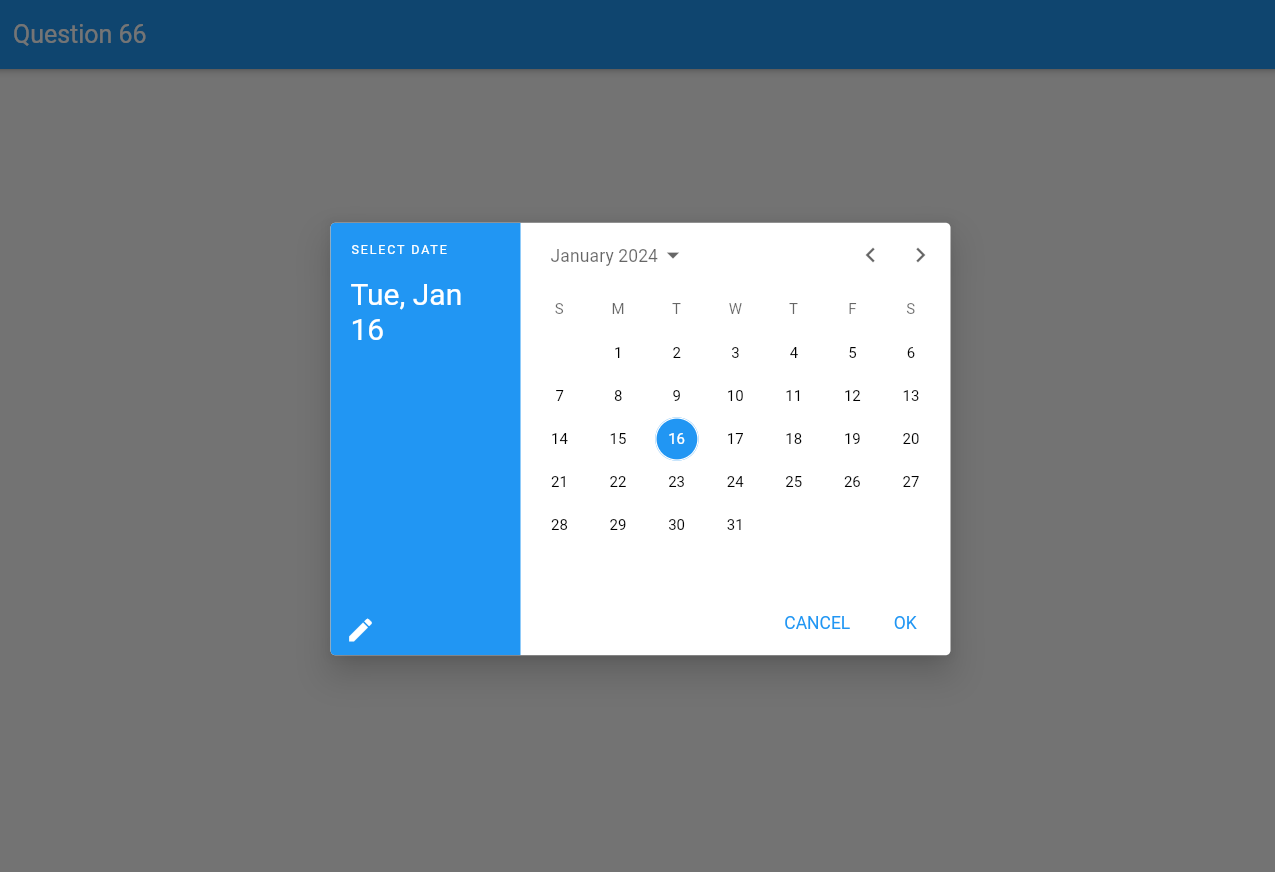 Question 66
SELECT DATE
Tue, Jan
16
January 2024
S M T W T F S
1 2 3 4 5 6
7 8 9 10 11 12 13
14 15 16 17 18 19 20
21 22 23 24 25 26 27
28 29 30 31
CANCEL OK